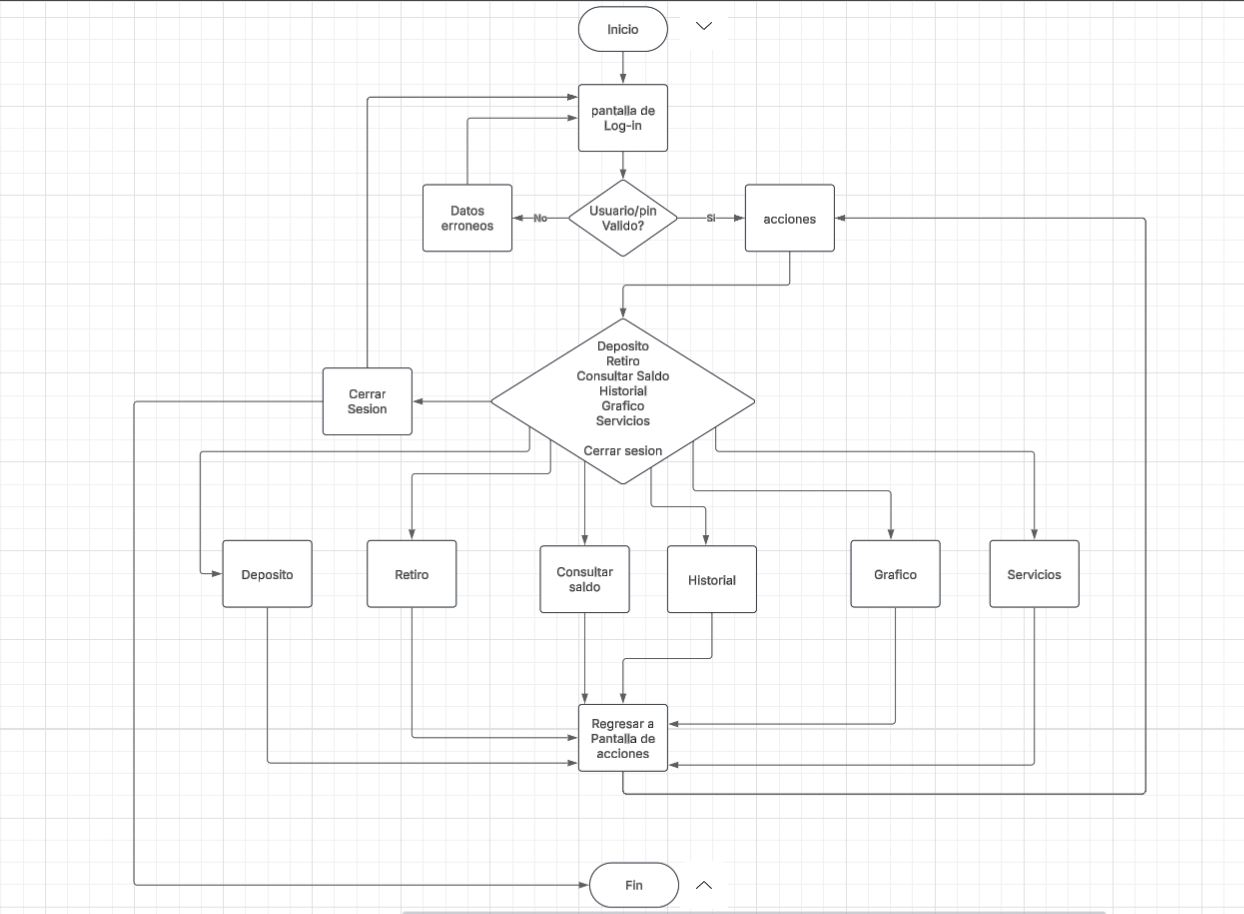 Inicio
pantalla de
Log-in
Datos
erroneos
No
Usuario/pin
Valido?
Si
acciones
Deposito
Retiro
Consultar Saldo
Historial
Grafico
Servicios
Cerrar sesion
Cerrar
Sesion
Deposito
Retiro
Consultar
saldo
Historial
Grafico
Servicios
Regresar a
Pantalla de
acciones
Fin